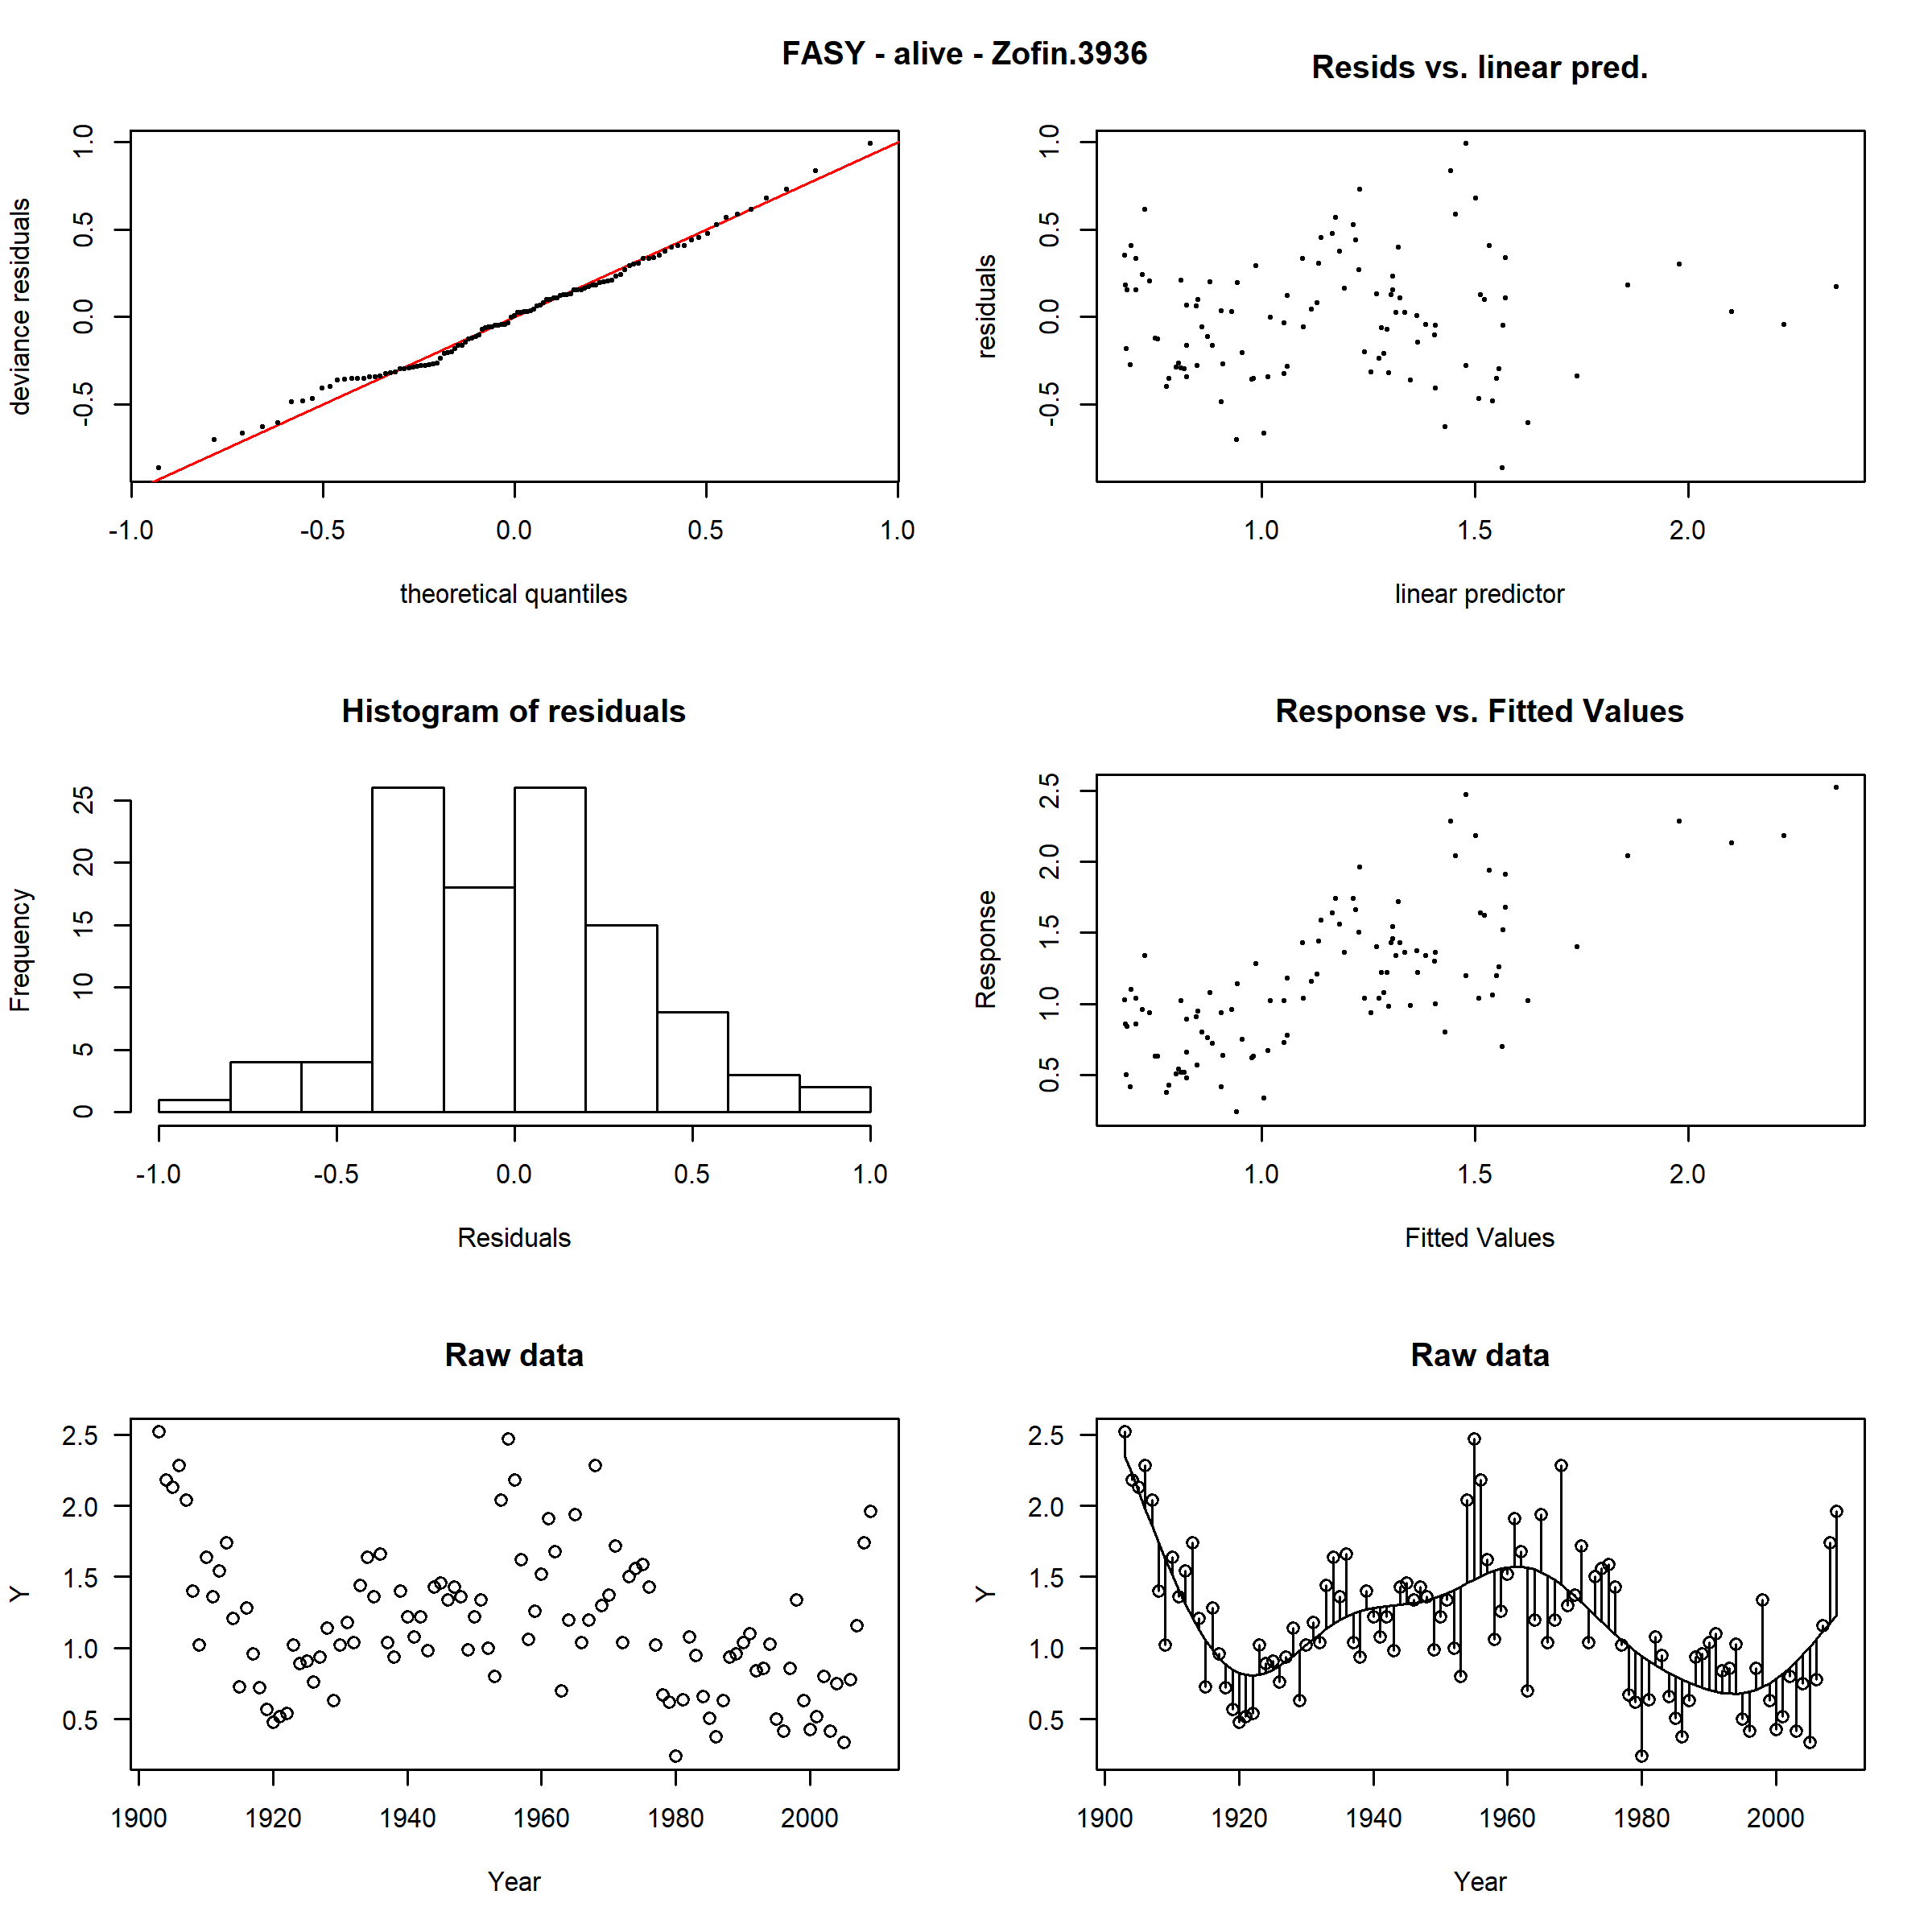 FASY - alive - Zofin.3936
deviance residuals
1.0
0.5
0.0
-0.5
-1.0 -0.5 0.0 0.5 1.0
theoretical quantiles
Resids vs. linear pred.
residuals
1.0
0.5
0.0
-0.5
1.0 1.5 2.0
linear predictor
Histogram of residuals
Frequency
25
20
15
10
5
0
-1.0 -0.5 0.0 0.5 1.0
Residuals
Response vs. Fitted Values
Response
2.5
2.0
1.5
1.0
0.5
1.0 1.5 2.0
Fitted Values
Raw data
Y
2.5
2.0
1.5
1.0
0.5
1900 1920 1940 1960 1980 2000
Year
Raw data
Y
2.5
2.0
1.5
1.0
0.5
1900 1920 1940 1960 1980 2000
Year